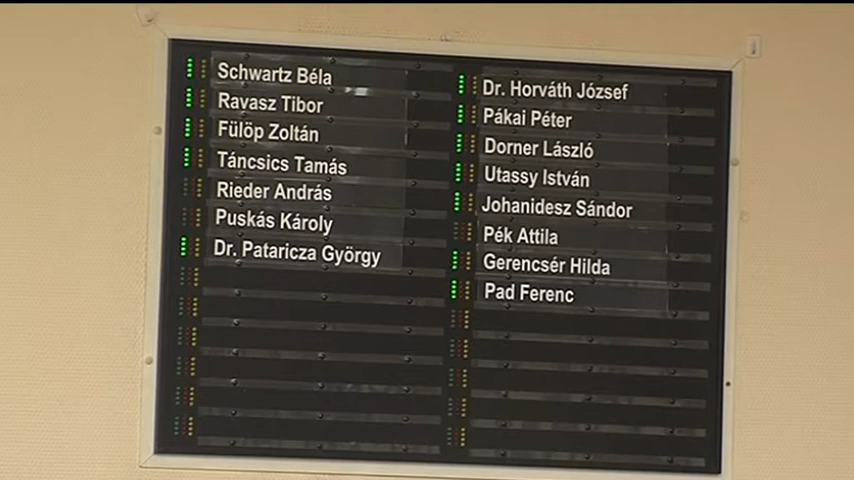 Schwartz Béla
Ravasz Tibor
Fülöp Zoltán
Táncsics Tamás
Rieder András
Puskás Károly
Dr. Pataricza György
Dr. Horváth József
Pákai Péter
Dorner László
Utassy István
Johanidesz Sándor
Pék Attila
Gerencsér Hilda
Pad Ferenc